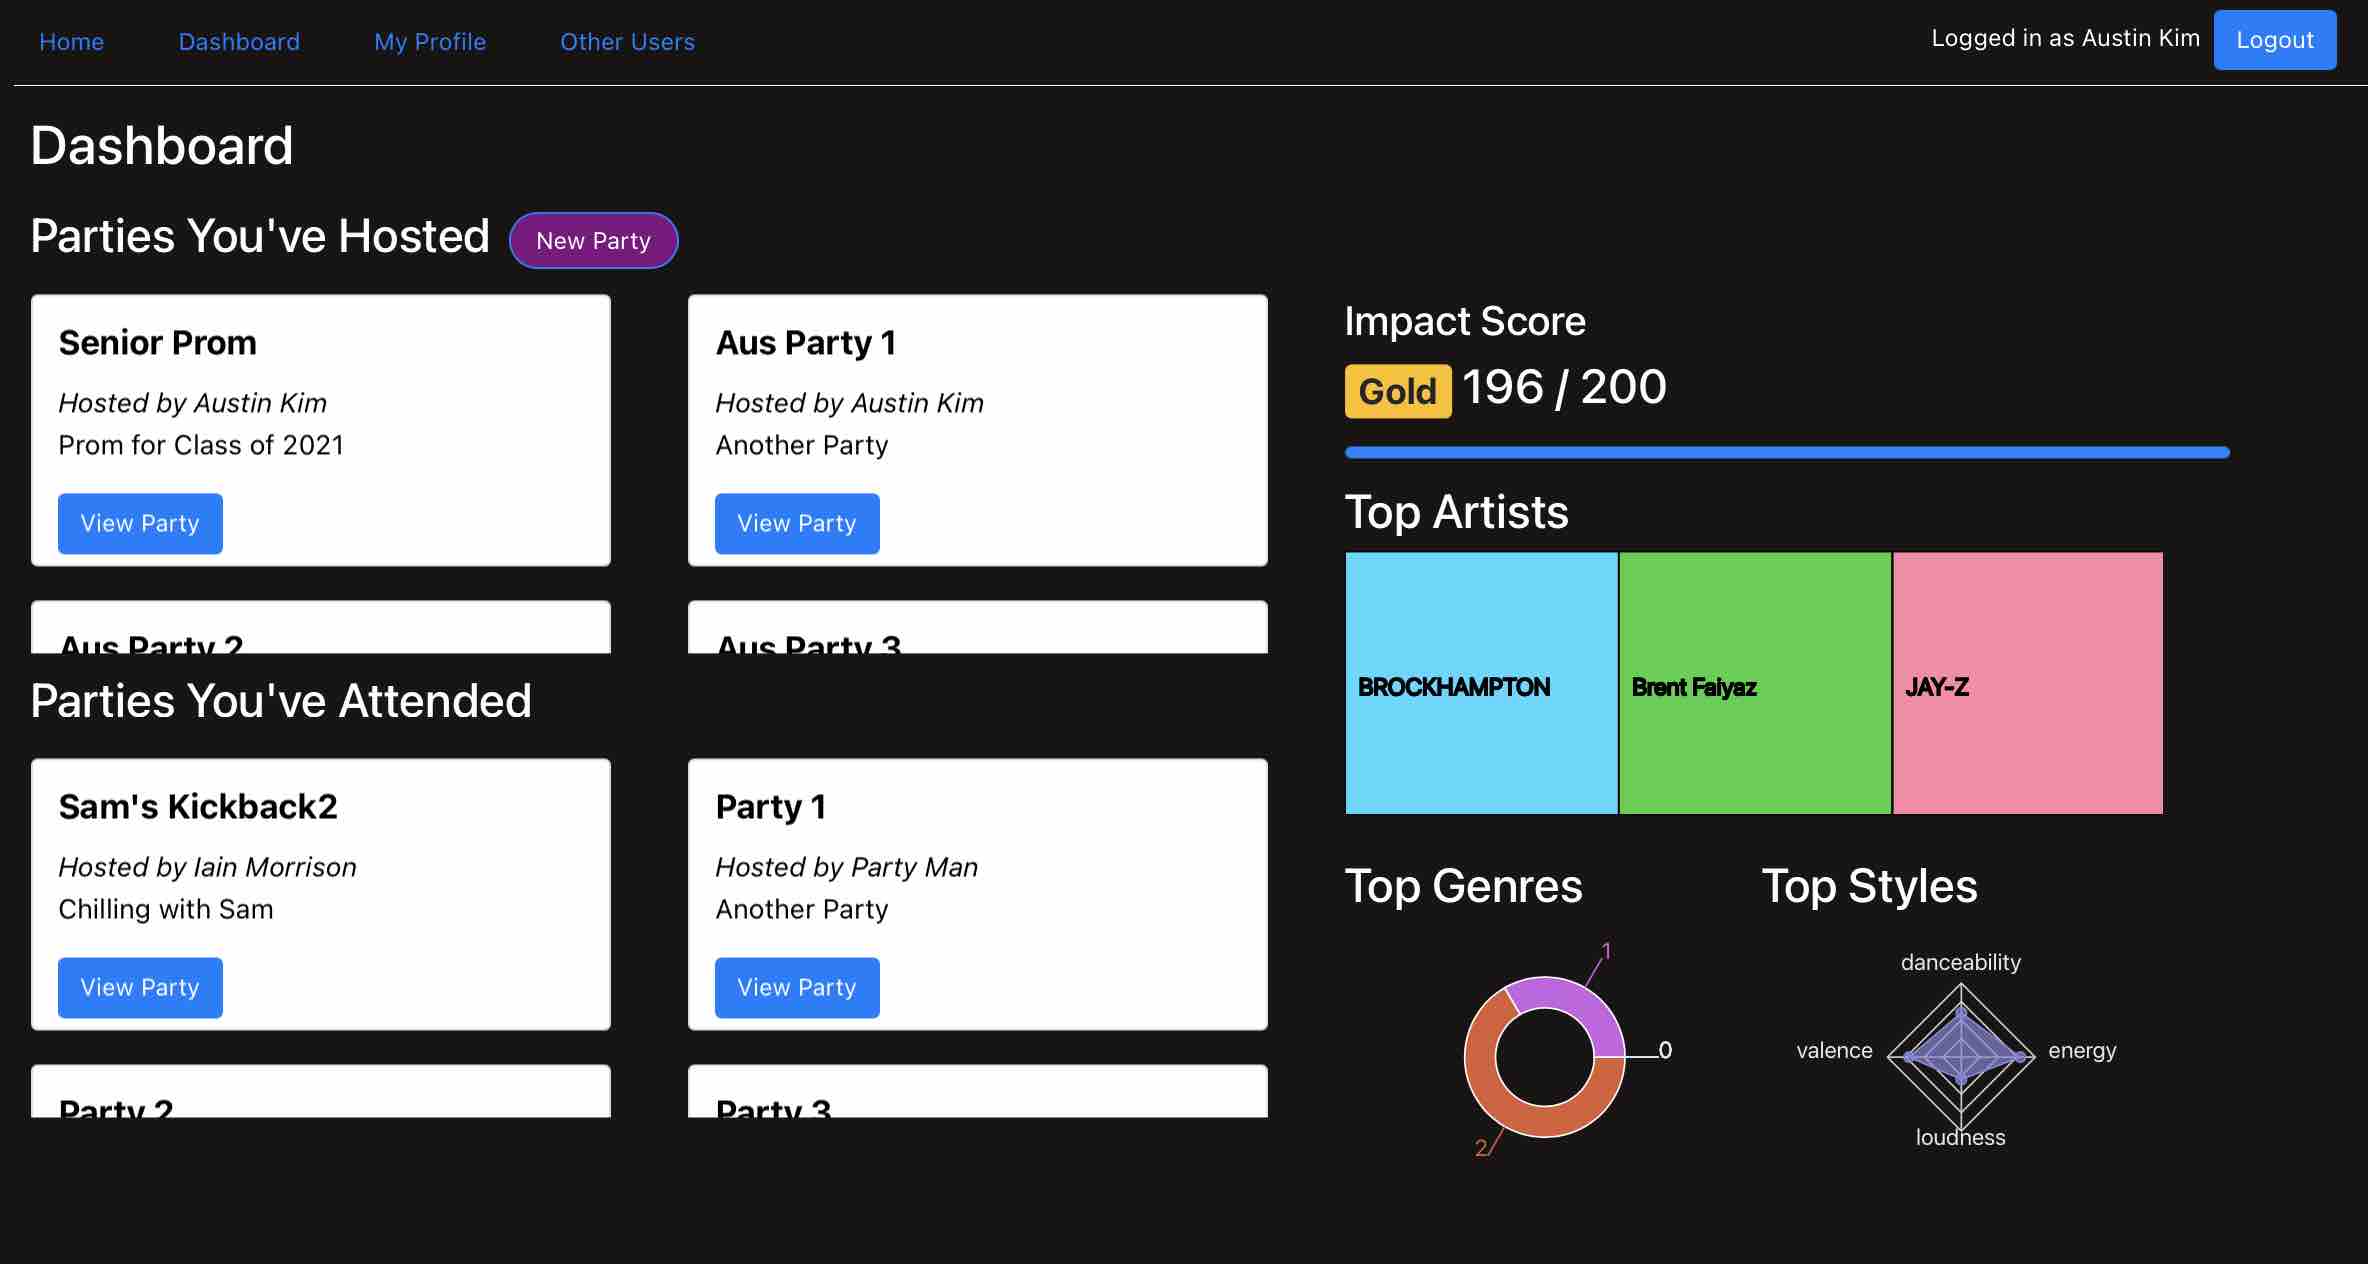 Home Dashboard My Profile Other Users Logged in as Austin Kim Logout
Dashboard
Parties You've Hosted New Party
Senior Prom
Hosted by Austin Kim
Prom for Class of 2021
View Party
Aus Party 1
Hosted by Austin Kim
Another Party
View Party
Aus Party 2
Aus Party 3
Parties You've Attended
Sam's Kickback2
Hosted by Iain Morrison
Chilling with Sam
View Party
Party 1
Hosted by Party Man
Another Party
View Party
Party 2
Party 3
Impact Score
Gold 196 / 200
Top Artists
BROCKHAMPTON
Brent Faiyaz
JAY-Z
Top Genres
1
0
2
Top Styles
danceability
valence
energy
loudness